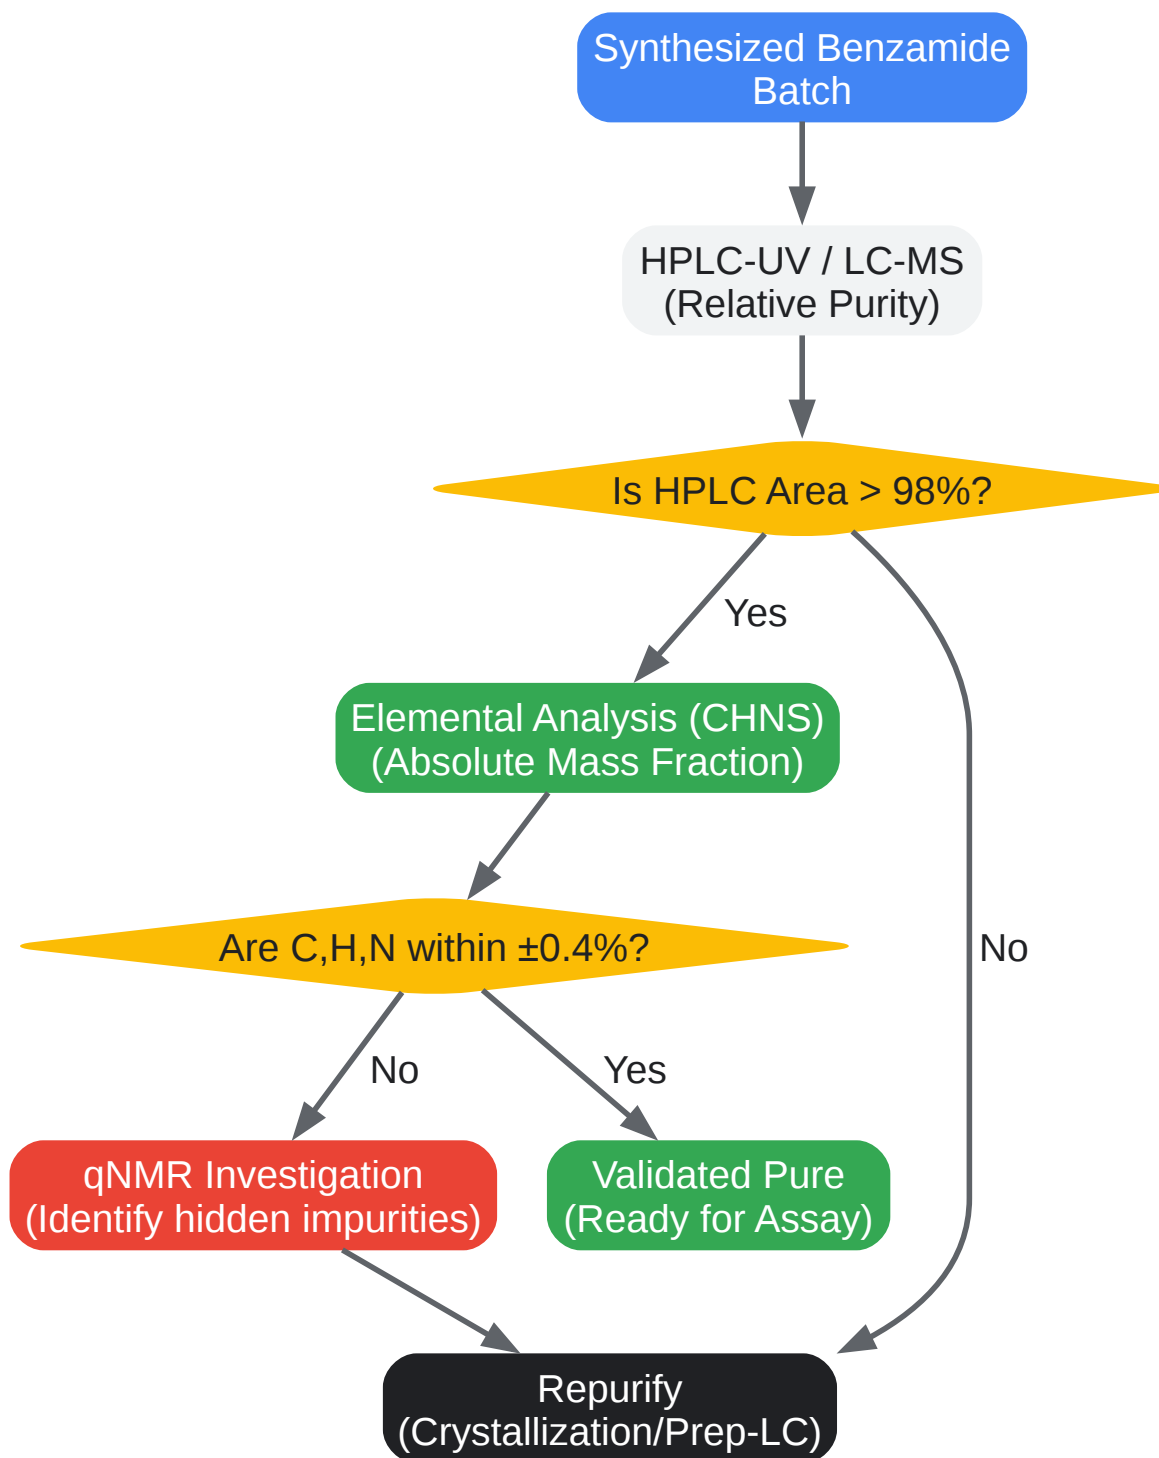 Synthesized Benzamide
Batch
HPLC-UV / LC-MS
(Relative Purity)
Is HPLC Area > 98%?
Yes
Elemental Analysis (CHNS)
(Absolute Mass Fraction)
Are C,H,N within ±0.4%?
No
No
Yes
qNMR Investigation
(Identify hidden impurities)
Validated Pure
(Ready for Assay)
Repurify
(Crystallization/Prep-LC)